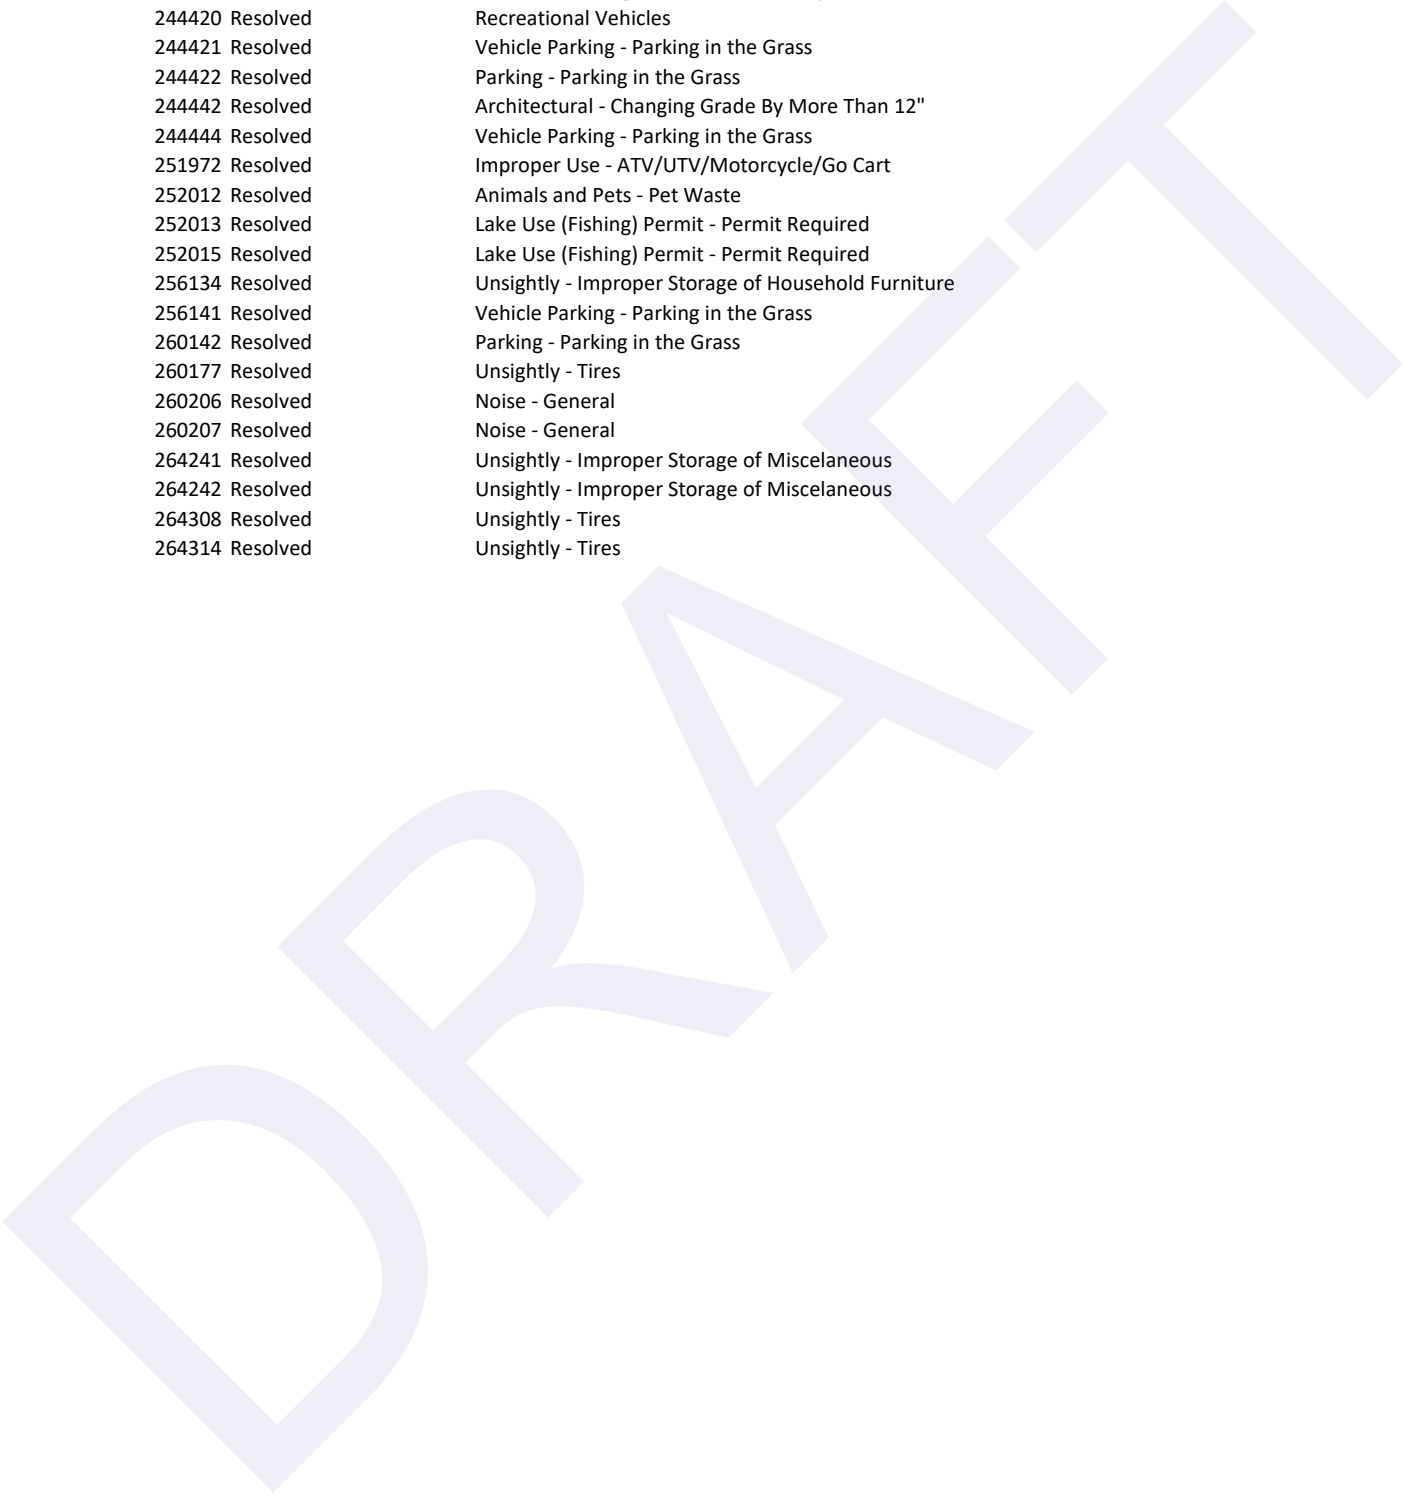 244420 Resolved Recreational Vehicles
244421 Resolved Vehicle Parking - Parking in the Grass
244422 Resolved Parking - Parking in the Grass
244442 Resolved Architectural - Changing Grade By More Than 12"
244444 Resolved Vehicle Parking - Parking in the Grass
251972 Resolved Improper Use - ATV/UTV/Motorcycle/Go Cart
252012 Resolved Animals and Pets - Pet Waste
252013 Resolved Lake Use (Fishing) Permit - Permit Required
252015 Resolved Lake Use (Fishing) Permit - Permit Required
256134 Resolved Unsightly - Improper Storage of Household Furniture
256141 Resolved Vehicle Parking - Parking in the Grass
260142 Resolved Parking - Parking in the Grass
260177 Resolved Unsightly - Tires
260206 Resolved Noise - General
260207 Resolved Noise - General
264241 Resolved Unsightly - Improper Storage of Miscelaneous
264242 Resolved Unsightly - Improper Storage of Miscelaneous
264308 Resolved Unsightly - Tires
264314 Resolved Unsightly - Tires
DRAFT